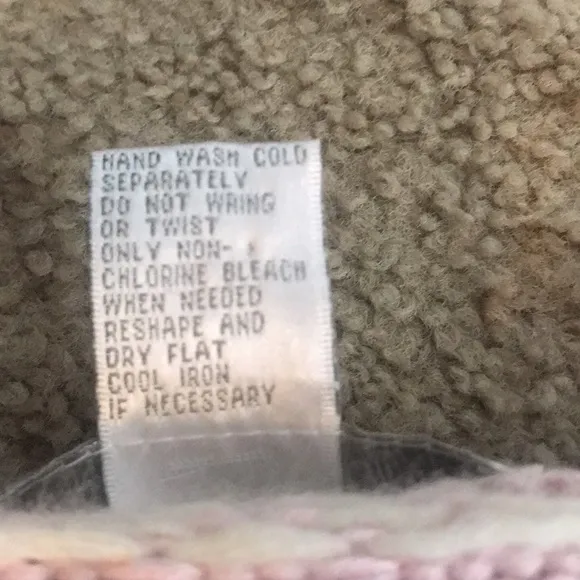 HAND WASH COLD
SEPARATELY
DO NOT WRING
OR TWIST
ONLY NON-
CHLORINE BLEACH
WHEN NEEDED
RESHAPE AND
DRY FLAT
COOL IRON
IF NECESSARY